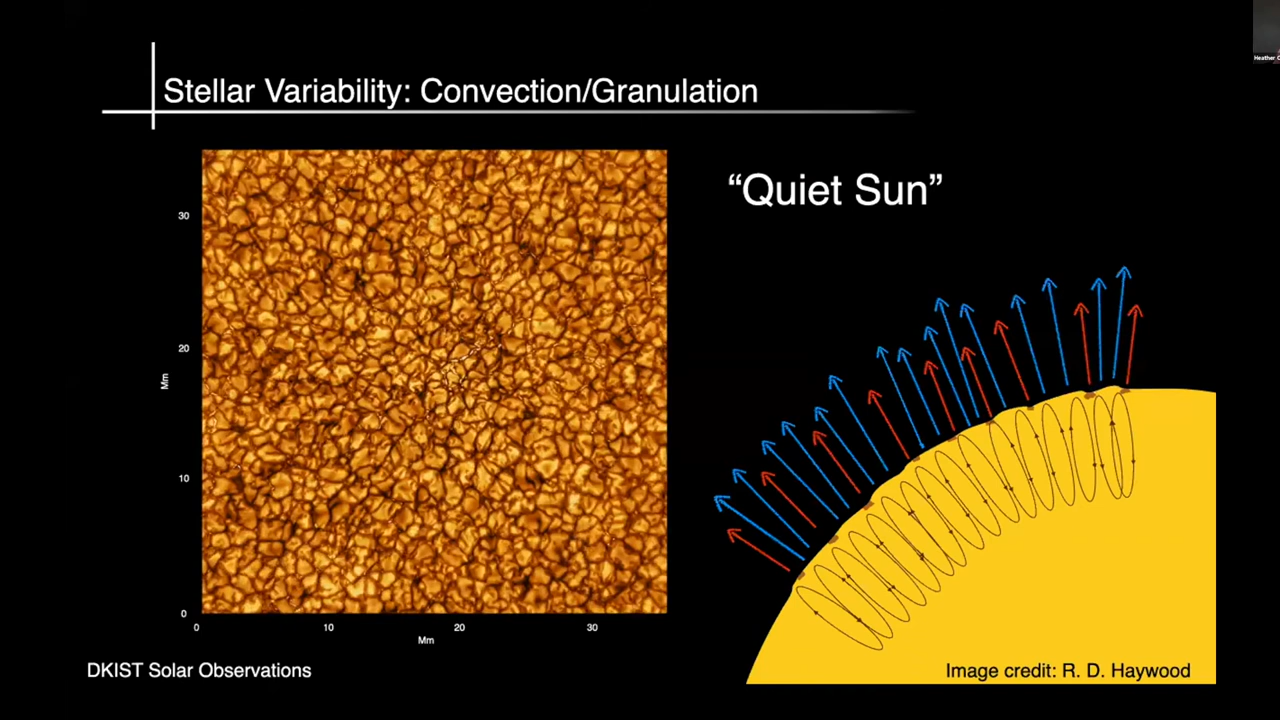 Stellar Variability: Convection/Granulation
“Quiet Sun”
30
20
Mm
10
0
0 10 20 30
Mm
DKIST Solar Observations
Image credit: R. D. Haywood
Heather